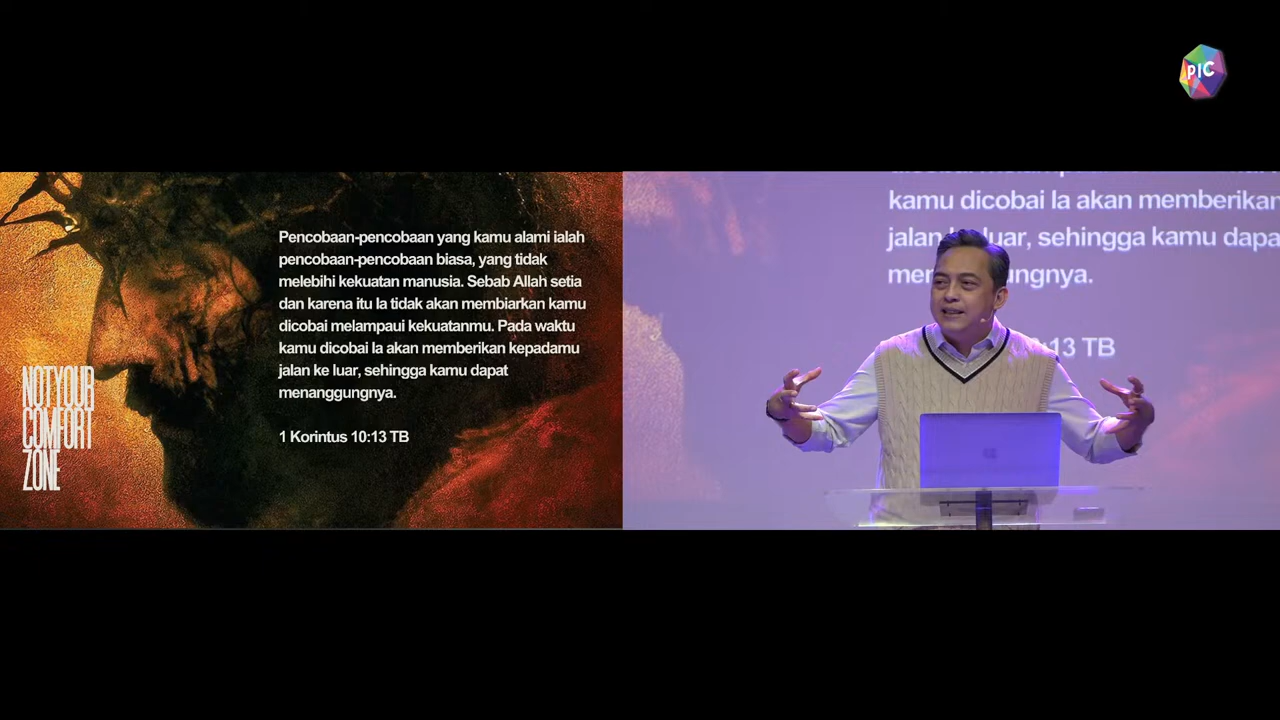 PIC
Pencobaan-pencobaan yang kamu alami ialah
pencobaan-pencobaan biasa, yang tidak
melebihi kekuatan manusia. Sebab Allah setia
dan karena itu Ia tidak akan membiarkan kamu
dicobai melampaui kekuatanmu. Pada waktu
kamu dicobai Ia akan memberikan kepadamu
jalan ke luar, sehingga kamu dapat
menanggungnya.
1 Korintus 10:13 TB
NOT YOUR
COMFORT
ZONE
kamu dicobai Ia akan memberikan
jalan ke luar, sehingga kamu dapa
:13 TB